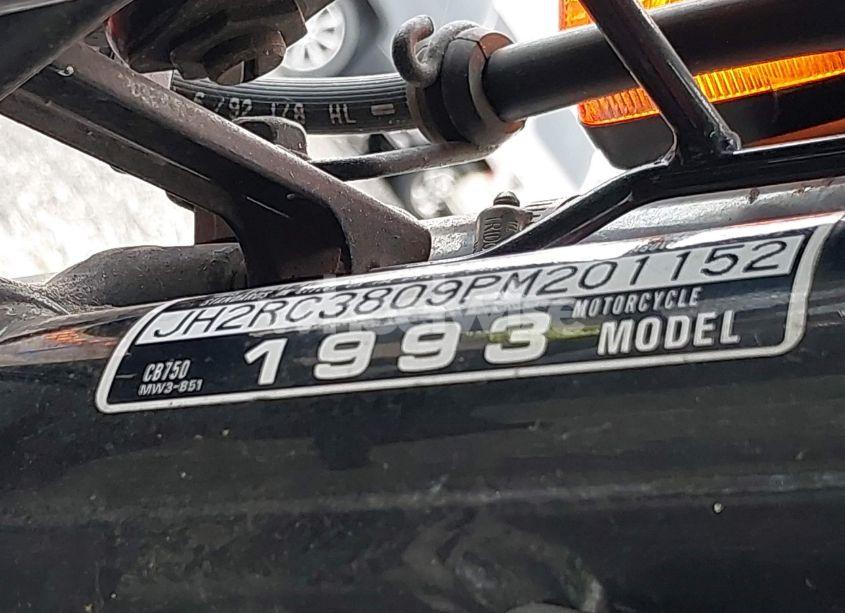 6/92 178 HL =
JH2RC3809PM201152
CB750
MW3-B51
1993
MOTORCYCLE
MODEL